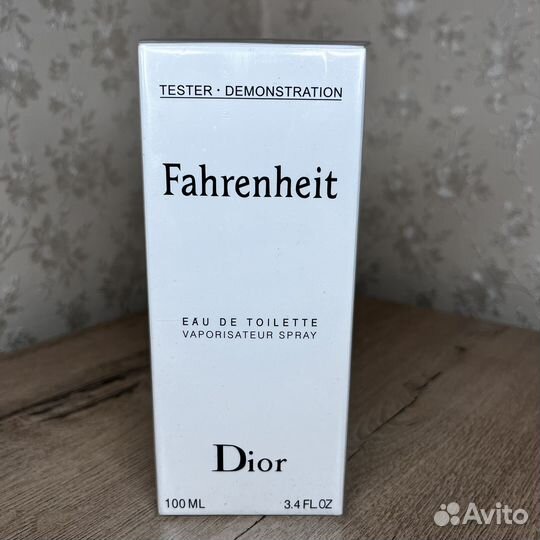 TESTER · DEMONSTRATION
Fahrenheit
EAU DE TOILETTE
VAPORISATEUR SPRAY
Dior
100 ML 3.4 FL.OZ
Avito